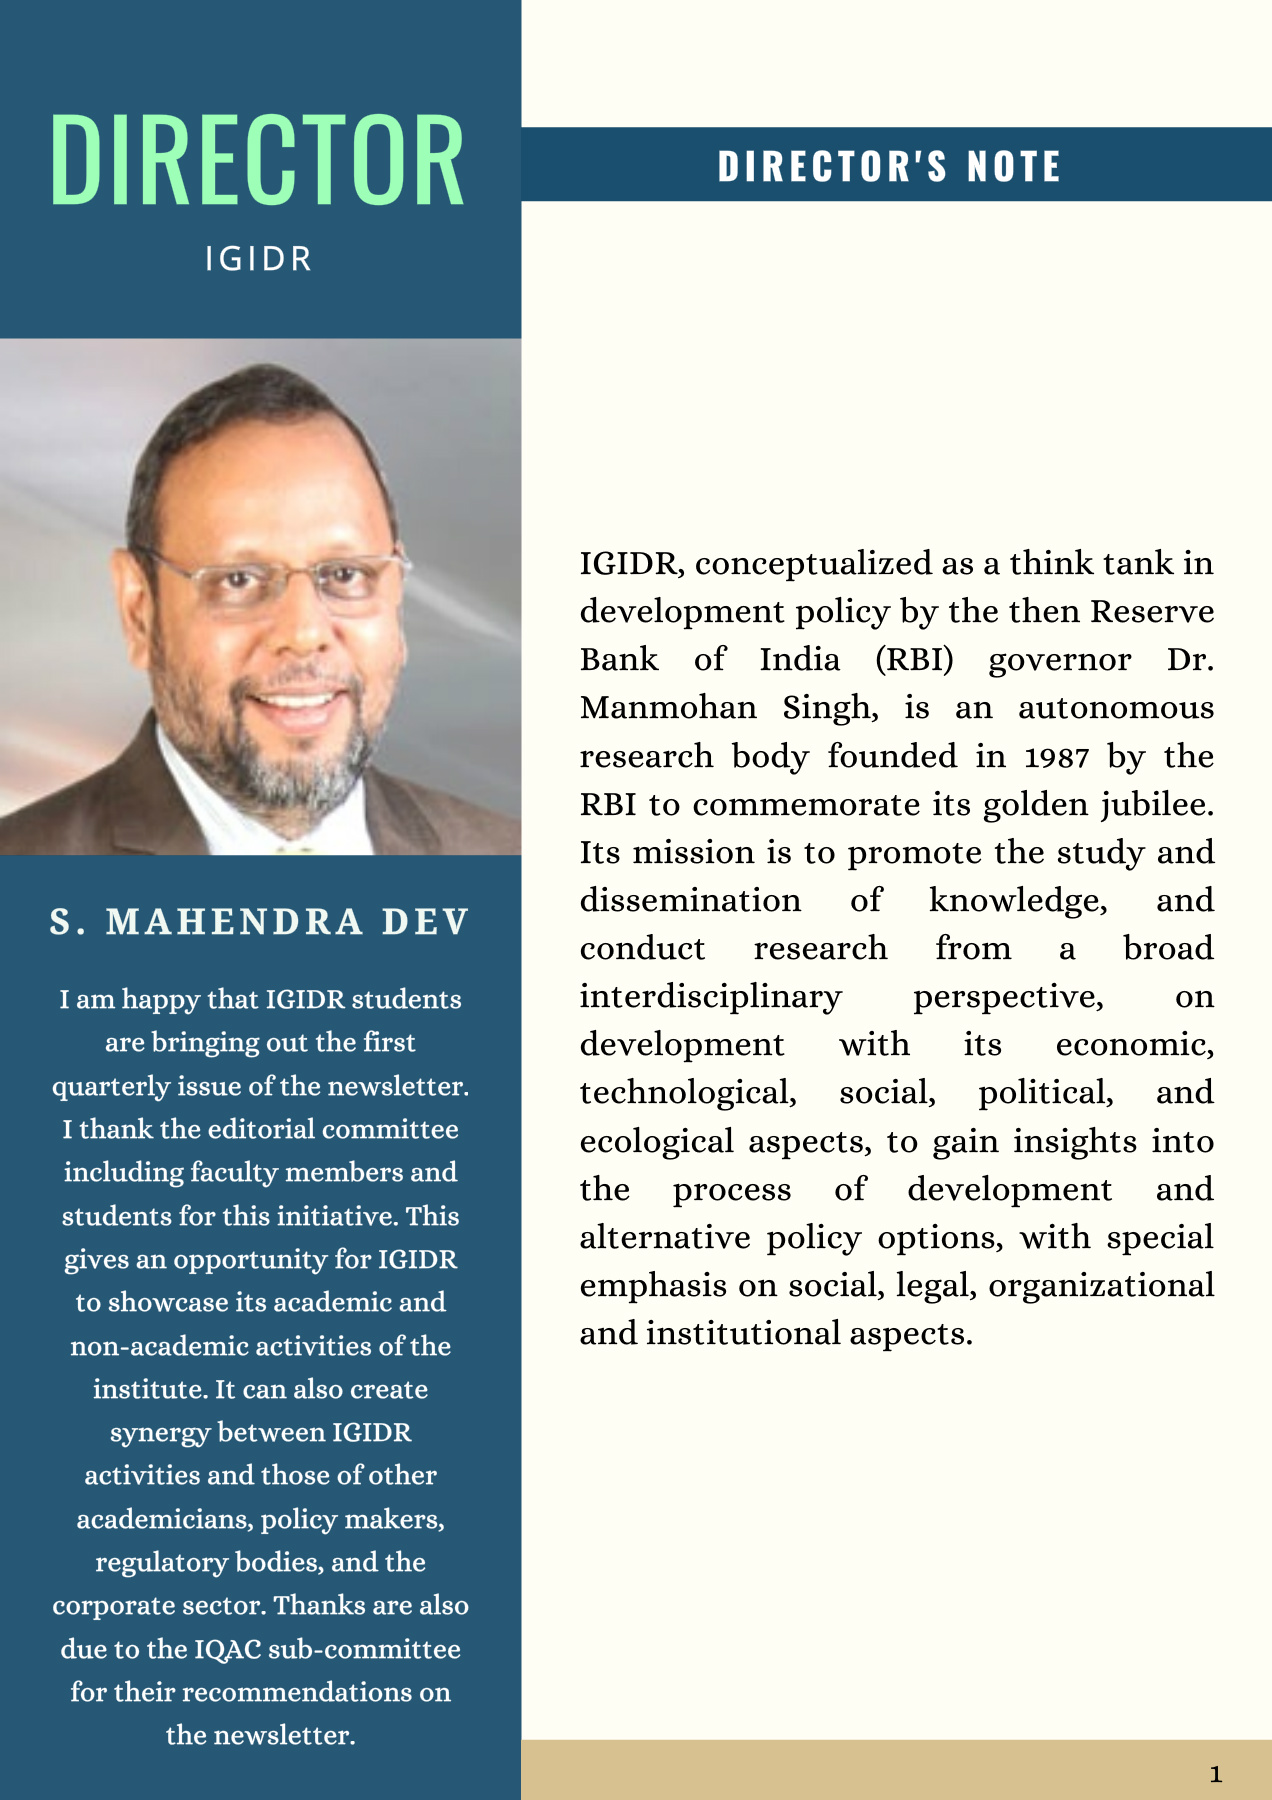 DIRECTOR
IGIDR
S. MAHENDRA DEV
I am happy that IGIDR students
are bringing out the first
quarterly issue of the newsletter.
I thank the editorial committee
including faculty members and
students for this initiative. This
gives an opportunity for IGIDR
to showcase its academic and
non-academic activities of the
institute. It can also create
synergy between IGIDR
activities and those of other
academicians, policy makers,
regulatory bodies, and the
corporate sector. Thanks are also
due to the IQAC sub-committee
for their recommendations on
the newsletter.
DIRECTOR'S NOTE
IGIDR, conceptualized as a think tank in
development policy by the then Reserve
Bank of India (RBI) governor Dr.
Manmohan Singh, is an autonomous
research body founded in 1987 by the
RBI to commemorate its golden jubilee.
Its mission is to promote the study and
dissemination of knowledge, and
conduct research from a broad
interdisciplinary perspective, on
development with its economic,
technological, social, political, and
ecological aspects, to gain insights into
the process of development and
alternative policy options, with special
emphasis on social, legal, organizational
and institutional aspects.
1